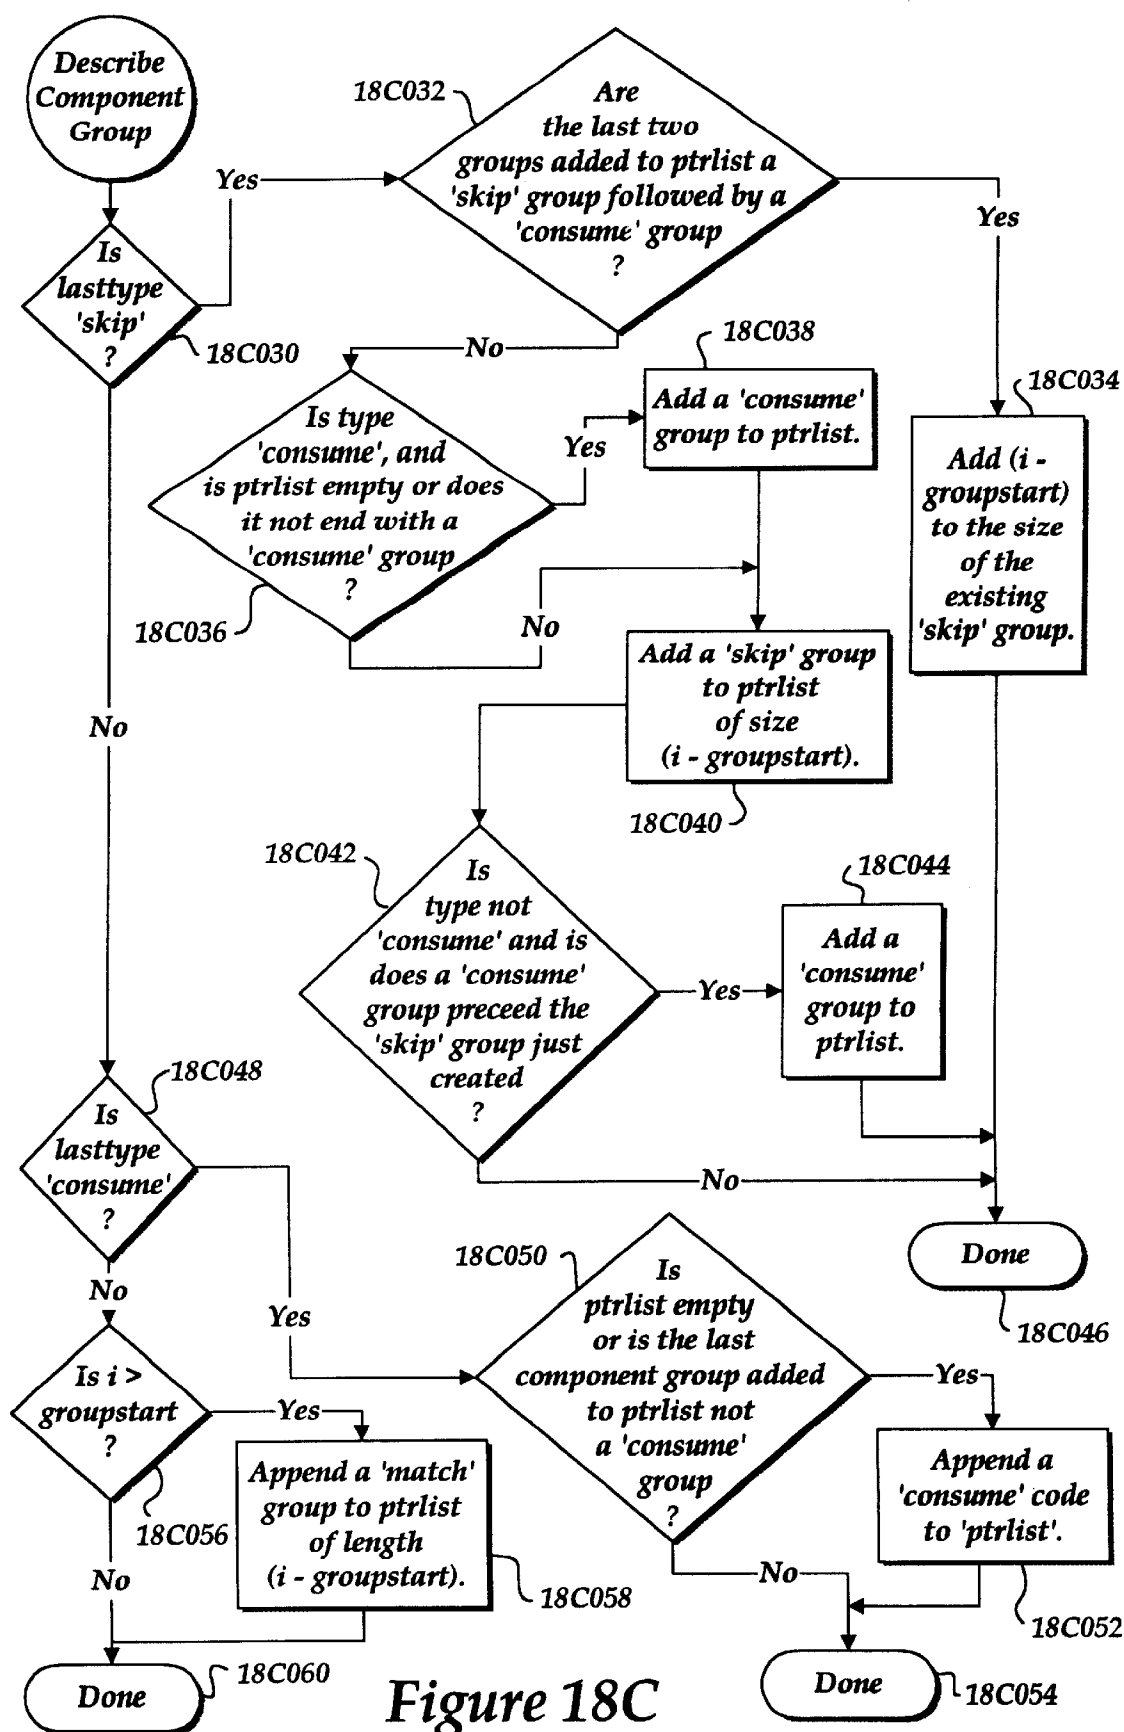 Describe
Component
Group
Is
lasttype
'skip'
?
18C030
Yes
18C032
Are
the last two
groups added to ptrlist a
'skip' group followed by a
'consume' group
?
Yes
No
18C034
Add (i -
groupstart)
to the size
of the
existing
'skip' group.
Is type
'consume', and
is ptrlist empty or does
it not end with a
'consume' group
?
18C036
Yes
18C038
Add a 'consume'
group to ptrlist.
No
Add a 'skip' group
to ptrlist
of size
(i - groupstart).
18C040
No
18C042
Is
type not
'consume' and is
does a 'consume'
group preceed the
'skip' group just
created
?
Yes
18C044
Add a
'consume'
group to
ptrlist.
No
Done
18C046
18C048
Is
lasttype
'consume'
?
No
Yes
18C050
Is
ptrlist empty
or is the last
component group added
to ptrlist not
a 'consume'
group
?
Yes
Append a
'consume' code
to 'ptrlist'.
18C052
No
Done
18C054
Is i >
groupstart
?
18C056
Yes
Append a 'match'
group to ptrlist
of length
(i - groupstart).
18C058
No
Done
18C060
Figure 18C